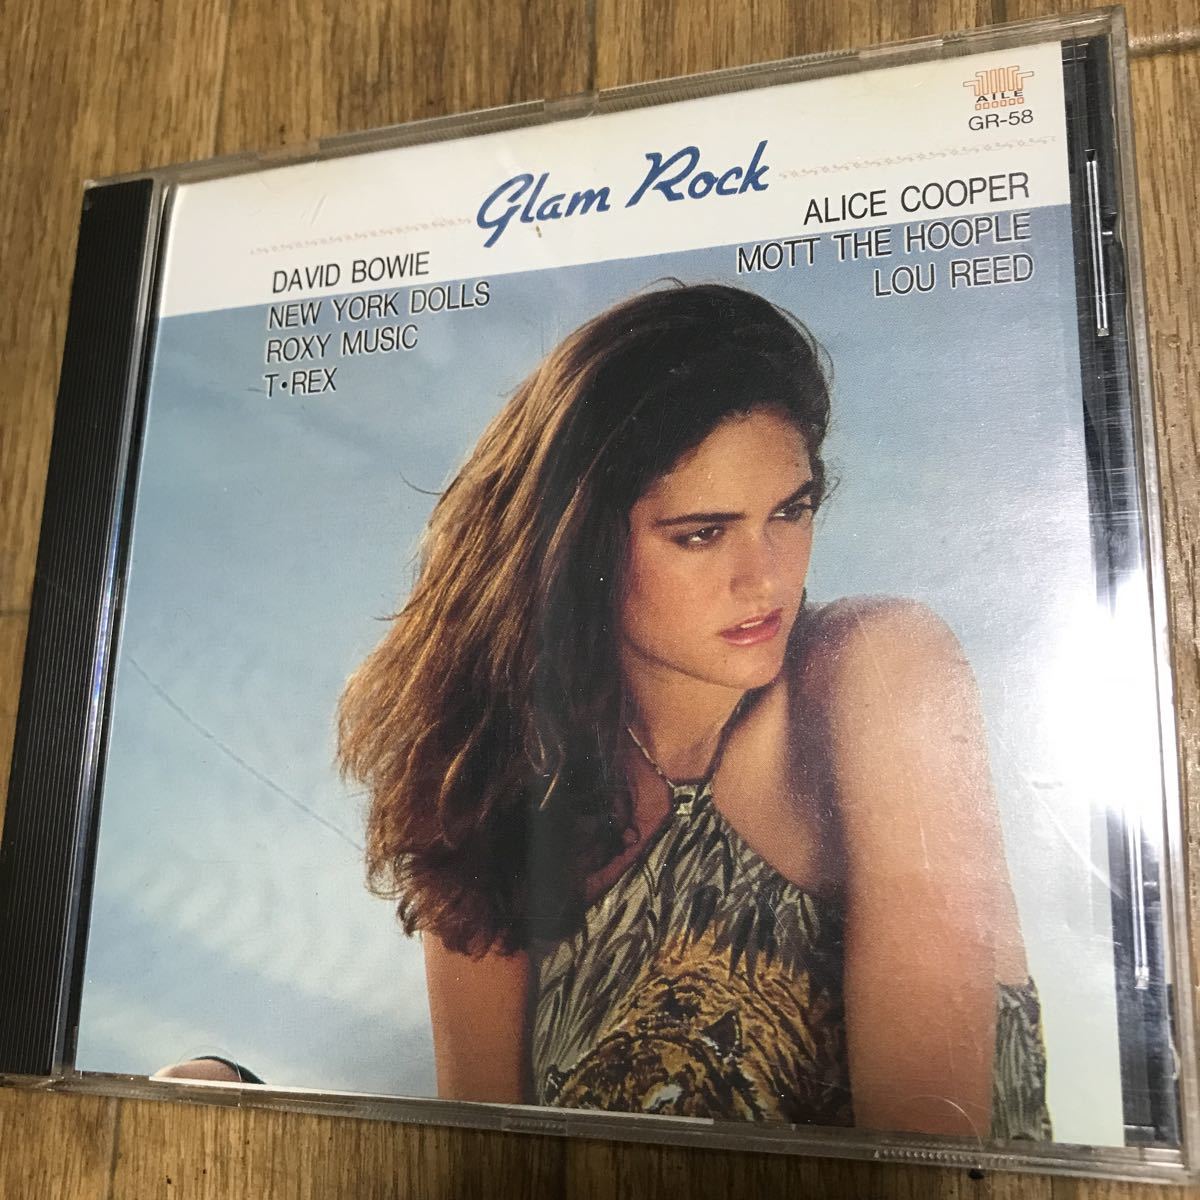 AILE
GR-58
Glam Rock
DAVID BOWIE
NEW YORK DOLLS
ROXY MUSIC
T•REX
ALICE COOPER
MOTT THE HOOPLE
LOU REED